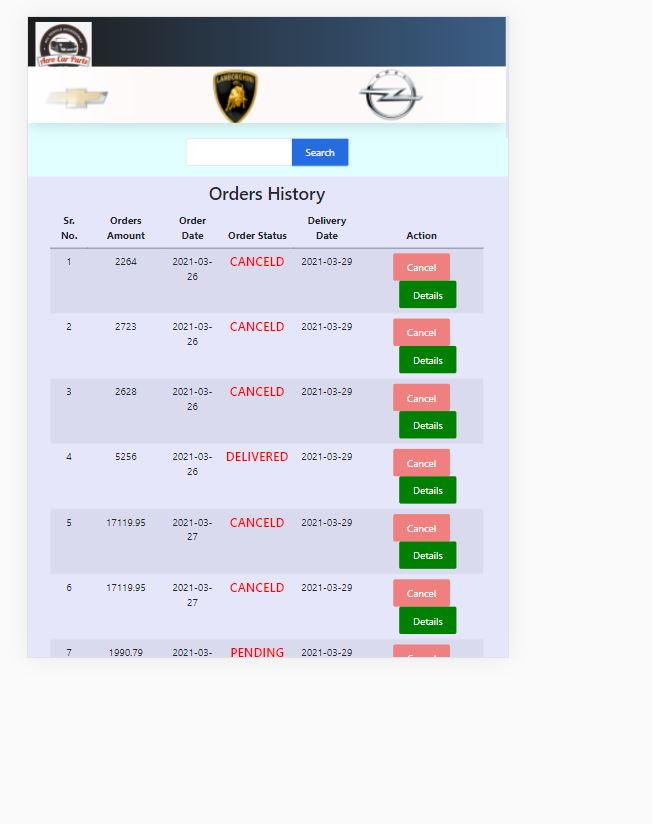 Acro Car Parts
LAMBORGHINI
Search
Orders History
Sr. No. Orders Amount Order Date Order Status Delivery Date Action
1 2264 2021-03-26 CANCELD 2021-03-29 Cancel Details
2 2723 2021-03-26 CANCELD 2021-03-29 Cancel Details
3 2628 2021-03-26 CANCELD 2021-03-29 Cancel Details
4 5256 2021-03-26 DELIVERED 2021-03-29 Cancel Details
5 17119.95 2021-03-27 CANCELD 2021-03-29 Cancel Details
6 17119.95 2021-03-27 CANCELD 2021-03-29 Cancel Details
7 1990.79 2021-03- PENDING 2021-03-29